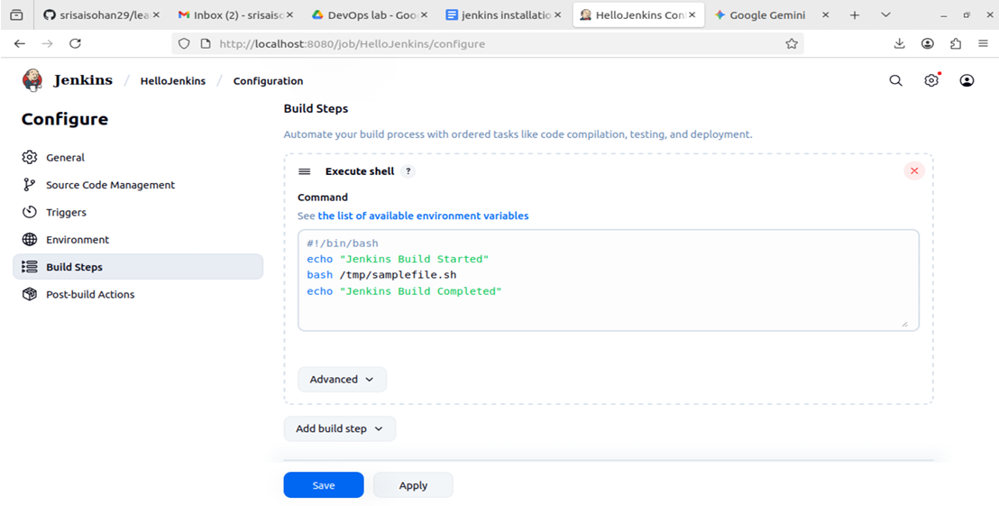 srisaisohan29/lea
Inbox (2) - srisaisoha
DevOps lab - Goo
jenkins installatio
HelloJenkins Con
Google Gemini
http://localhost:8080/job/HelloJenkins/configure
Jenkins / HelloJenkins / Configuration
Configure
General
Source Code Management
Triggers
Environment
Build Steps
Post-build Actions
Build Steps
Automate your build process with ordered tasks like code compilation, testing, and deployment.
Execute shell ?
Command
See the list of available environment variables
#!/bin/bash
echo "Jenkins Build Started"
bash /tmp/samplefile.sh
echo "Jenkins Build Completed"
Advanced
Add build step
Save
Apply